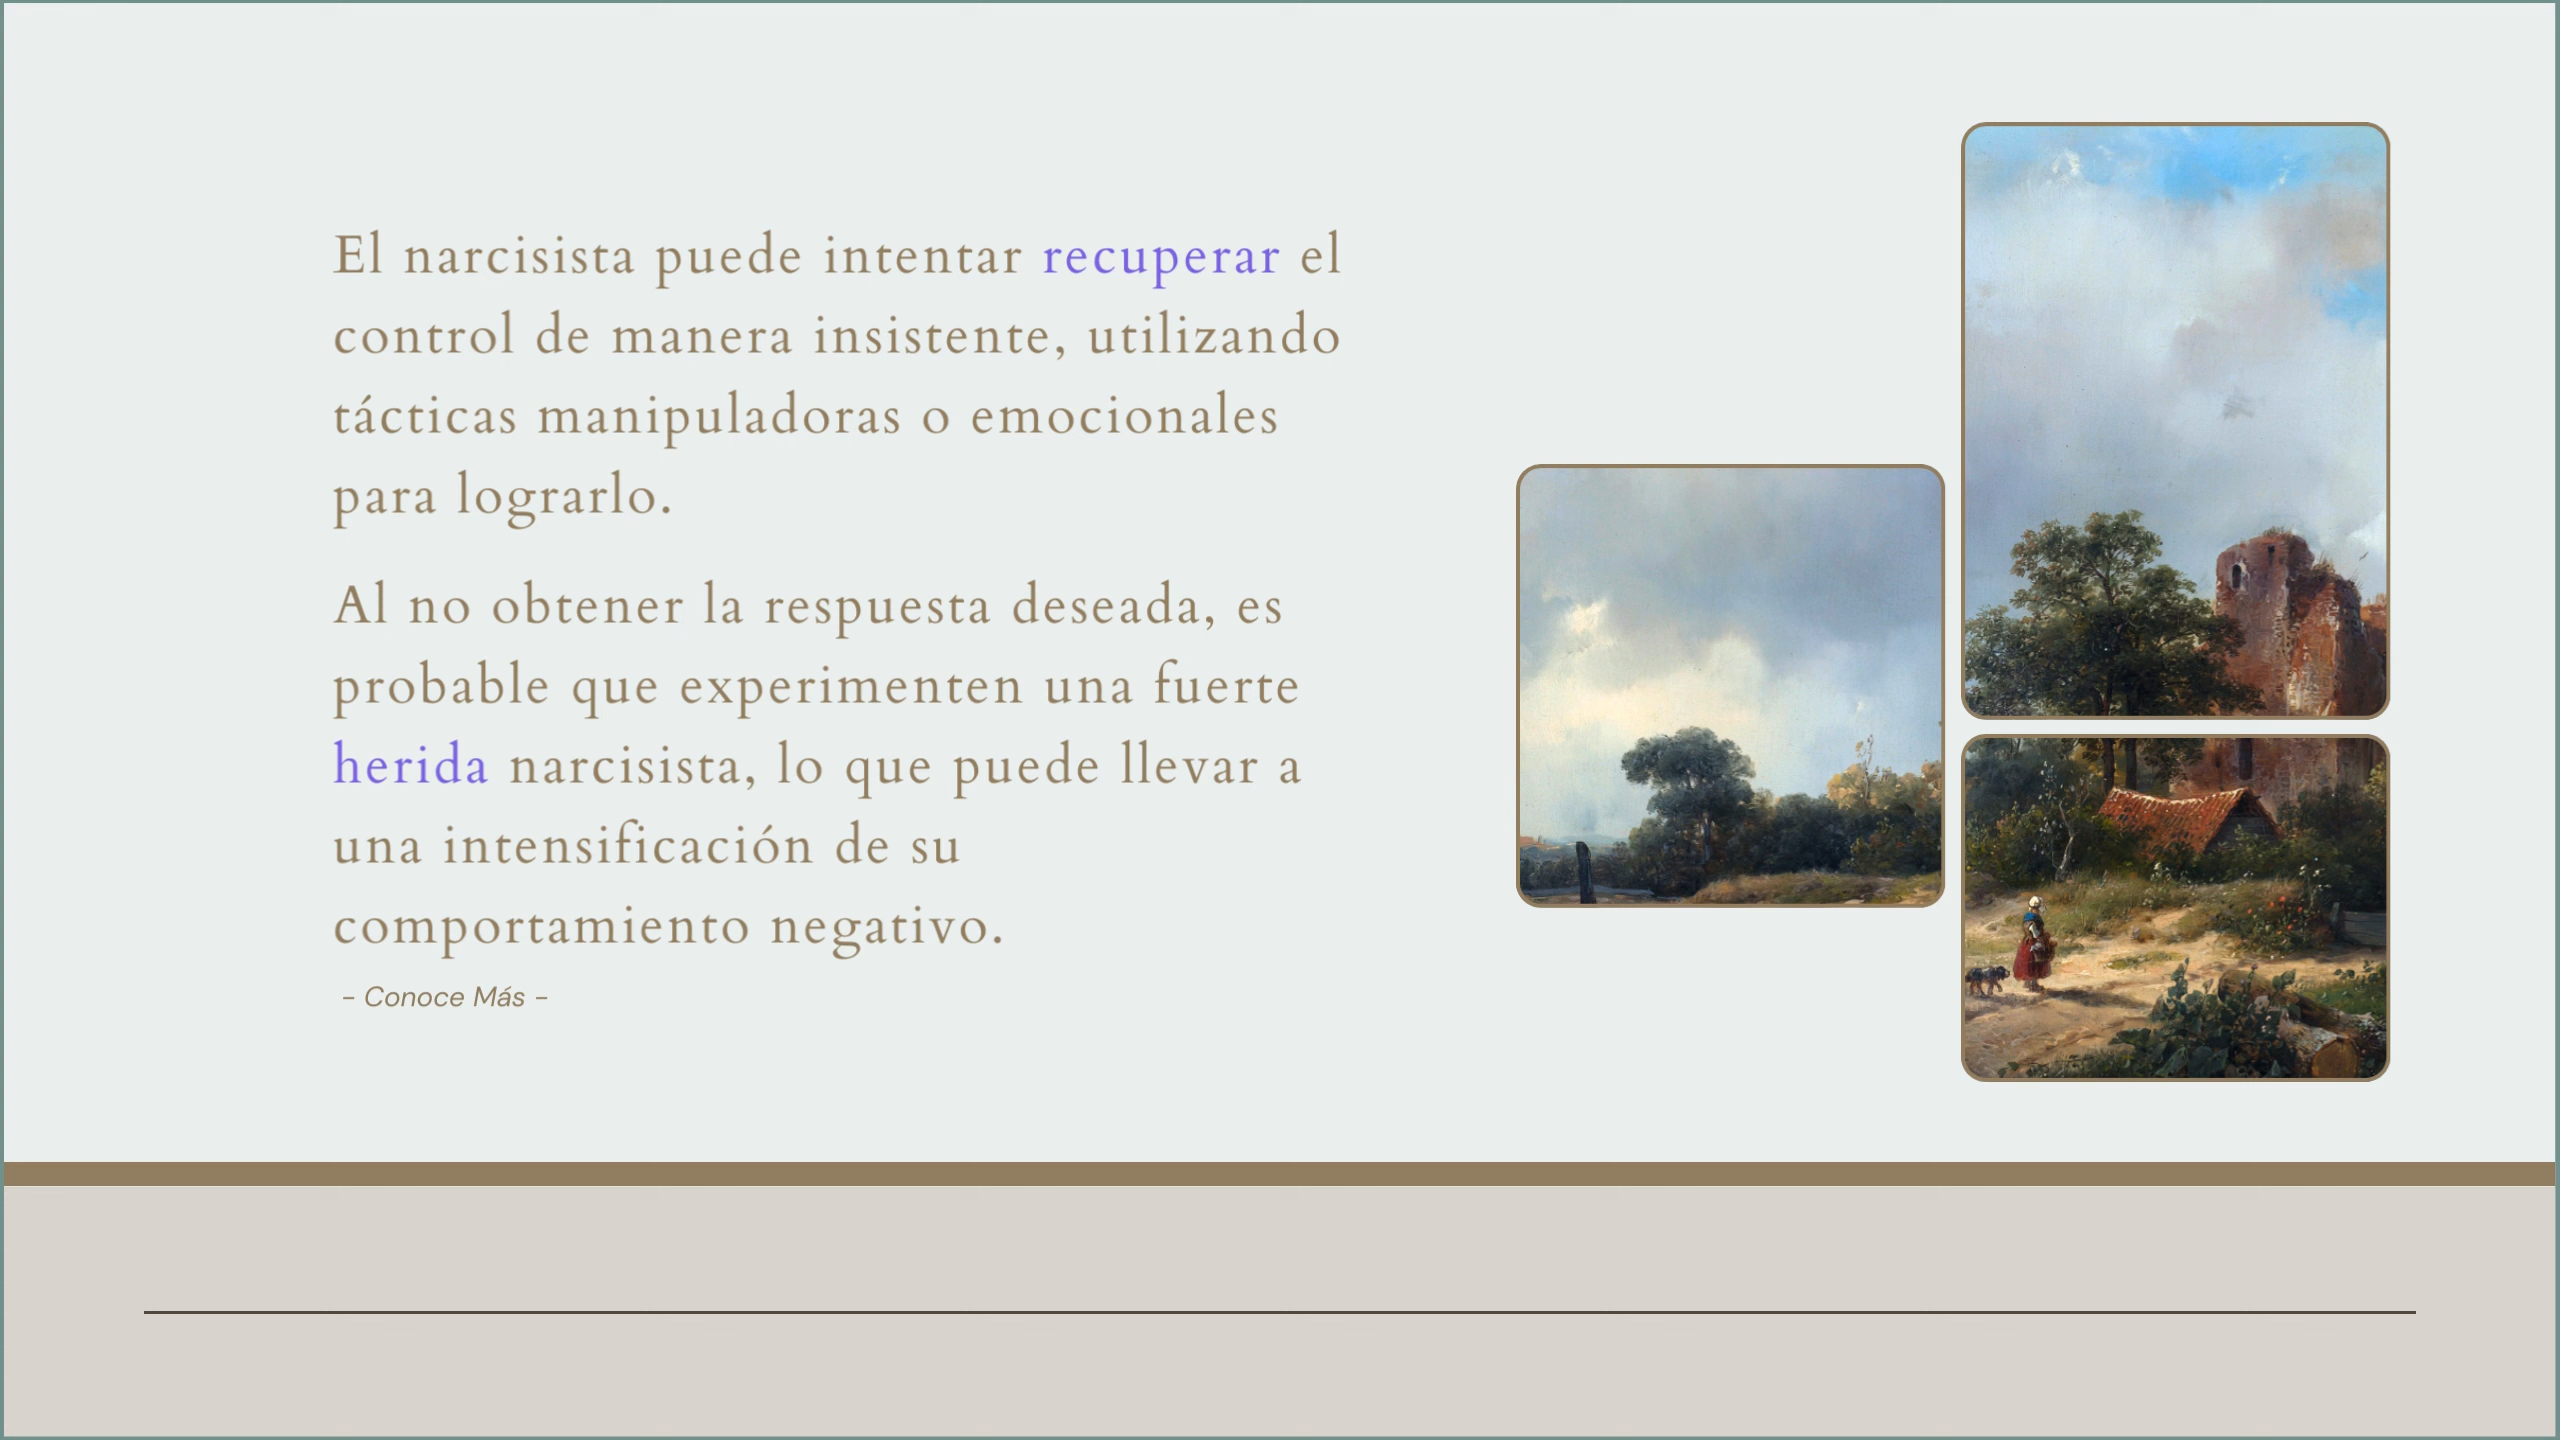 El narcisista puede intentar recuperar el
control de manera insistente, utilizando
tácticas manipuladoras o emocionales
para lograrlo.
Al no obtener la respuesta deseada, es
probable que experimenten una fuerte
herida narcisista, lo que puede llevar a
una intensificación de su
comportamiento negativo.
- Conoce Más -